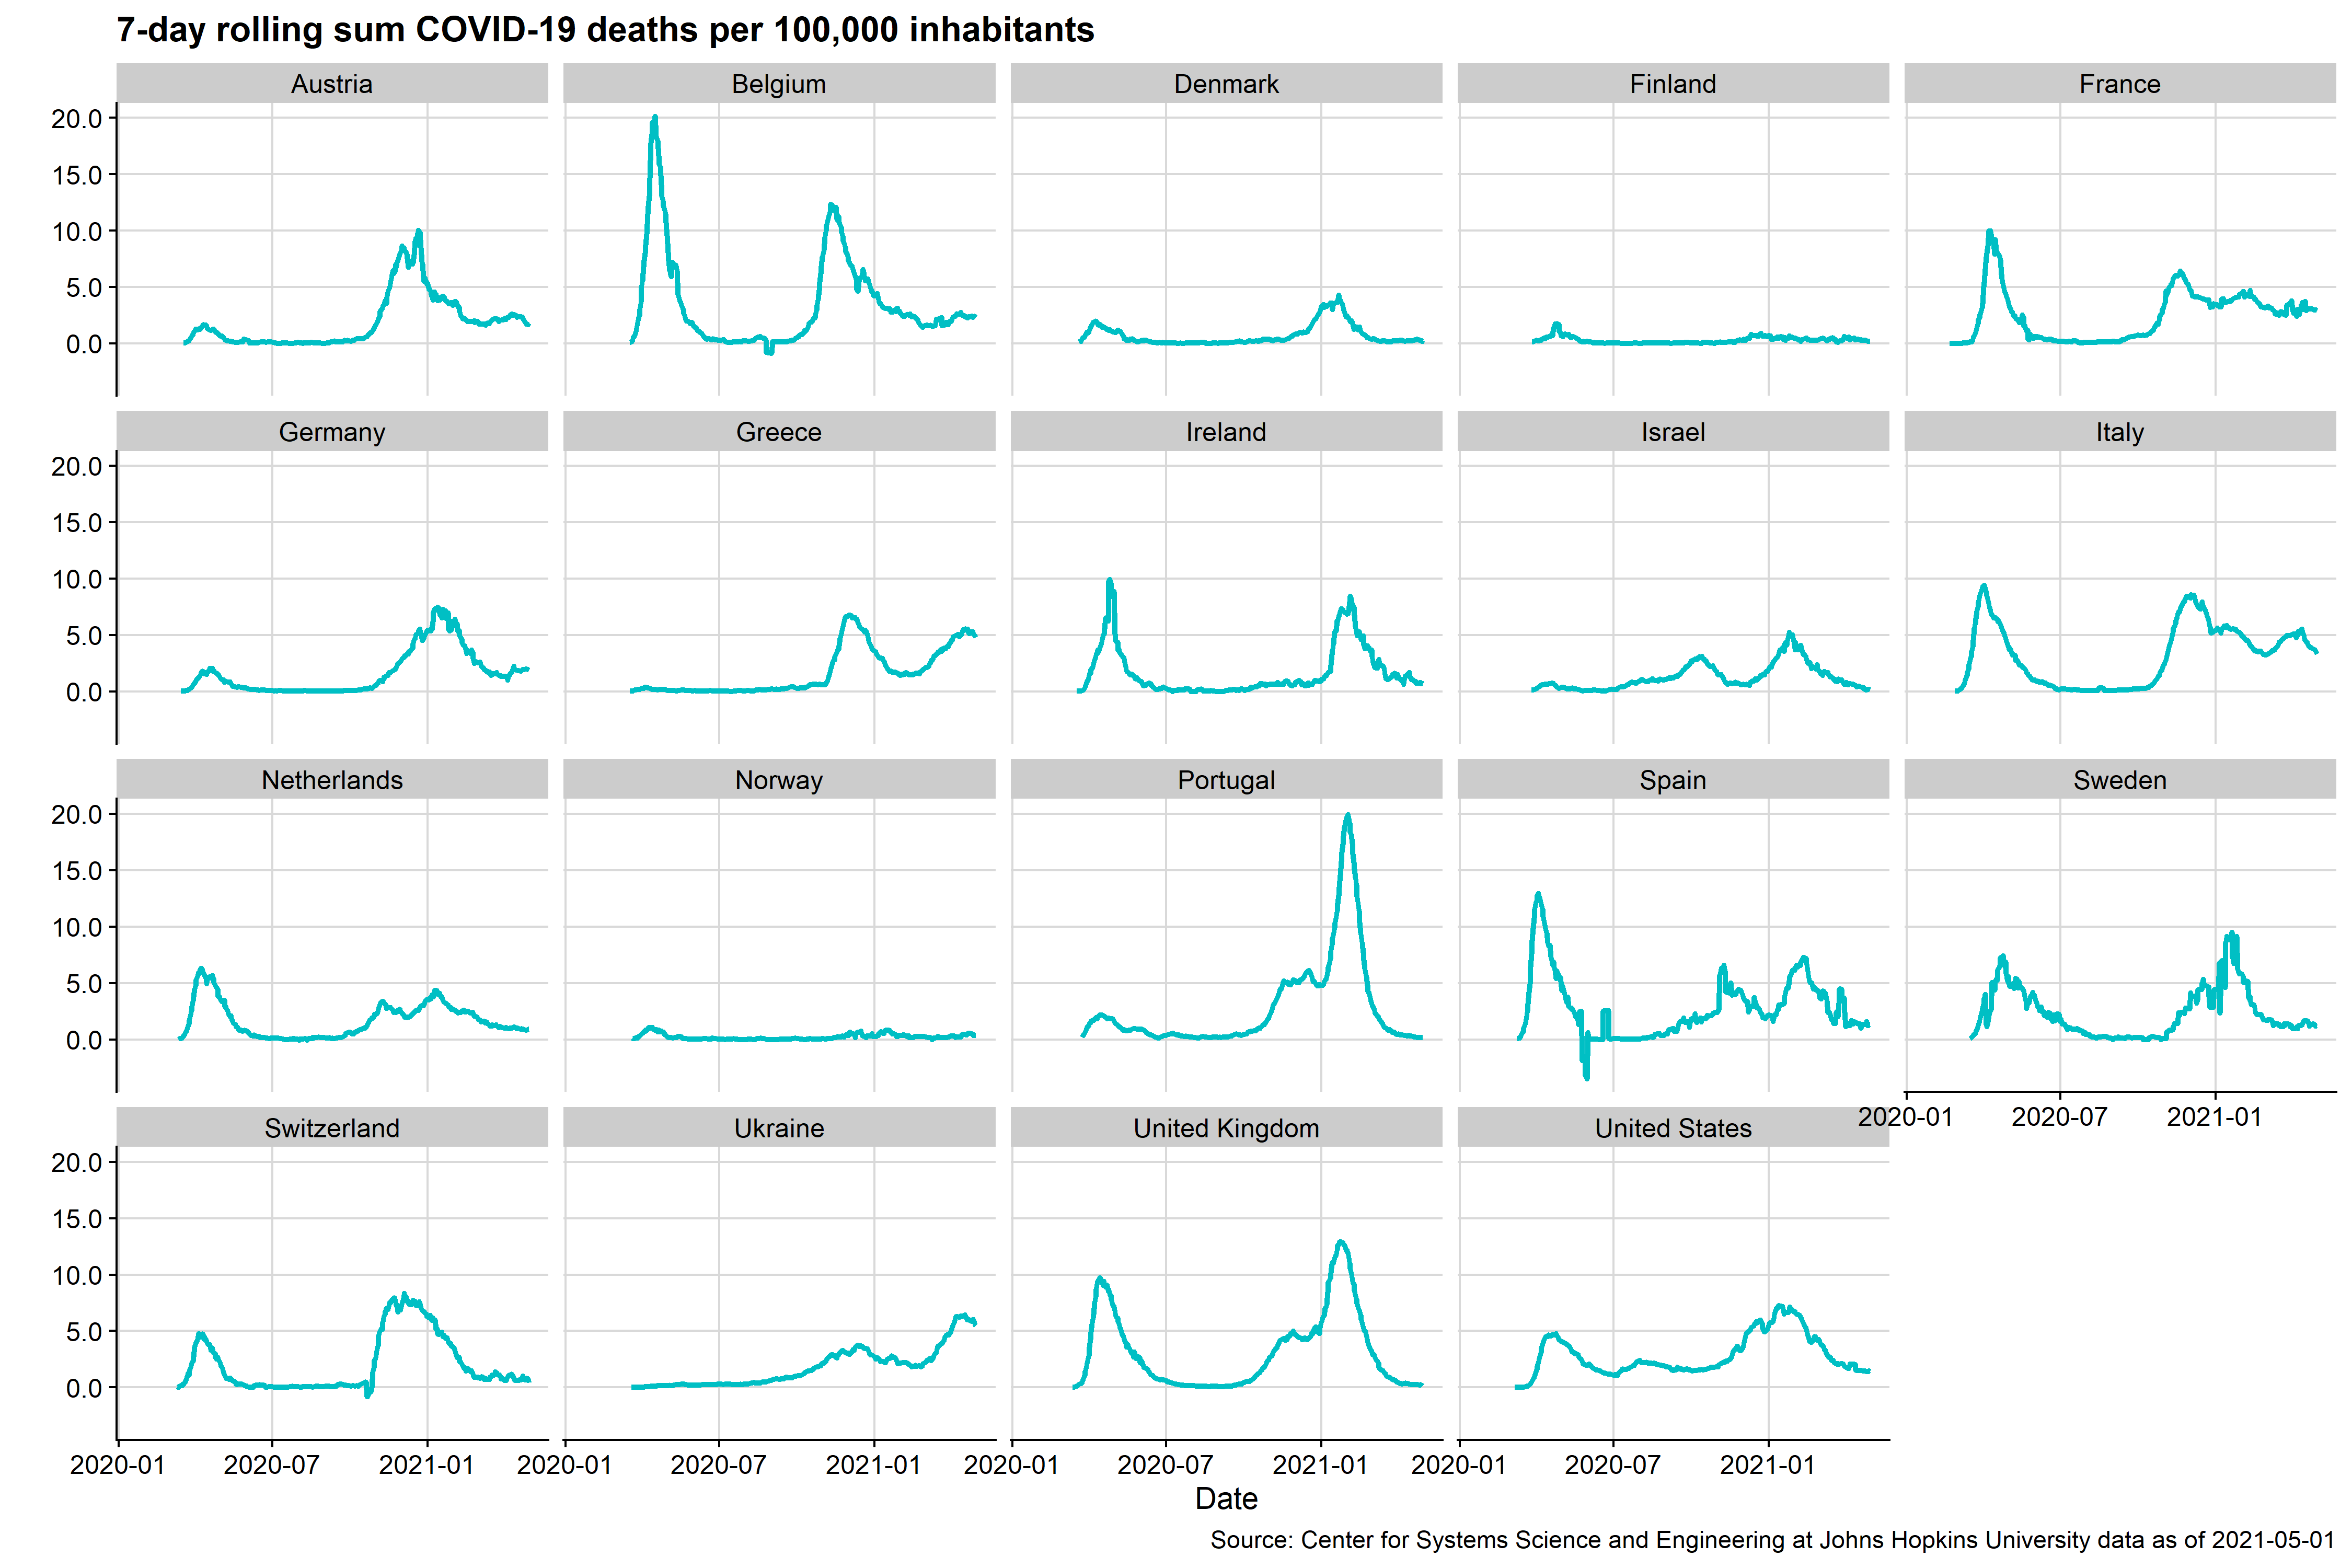 7-day rolling sum COVID-19 deaths per 100,000 inhabitants
Austria Belgium Denmark Finland France
20.0
15.0
10.0
5.0
0.0
Germany Greece Ireland Israel Italy
20.0
15.0
10.0
5.0
0.0
Netherlands Norway Portugal Spain Sweden
20.0
15.0
10.0
5.0
0.0
2020-01 2020-07 2021-01
Switzerland Ukraine United Kingdom United States
20.0
15.0
10.0
5.0
0.0
2020-01 2020-07 2021-01 2020-01 2020-07 2021-01 2020-01 2020-07 2021-01 2020-01 2020-07 2021-01
Date
Source: Center for Systems Science and Engineering at Johns Hopkins University data as of 2021-05-01